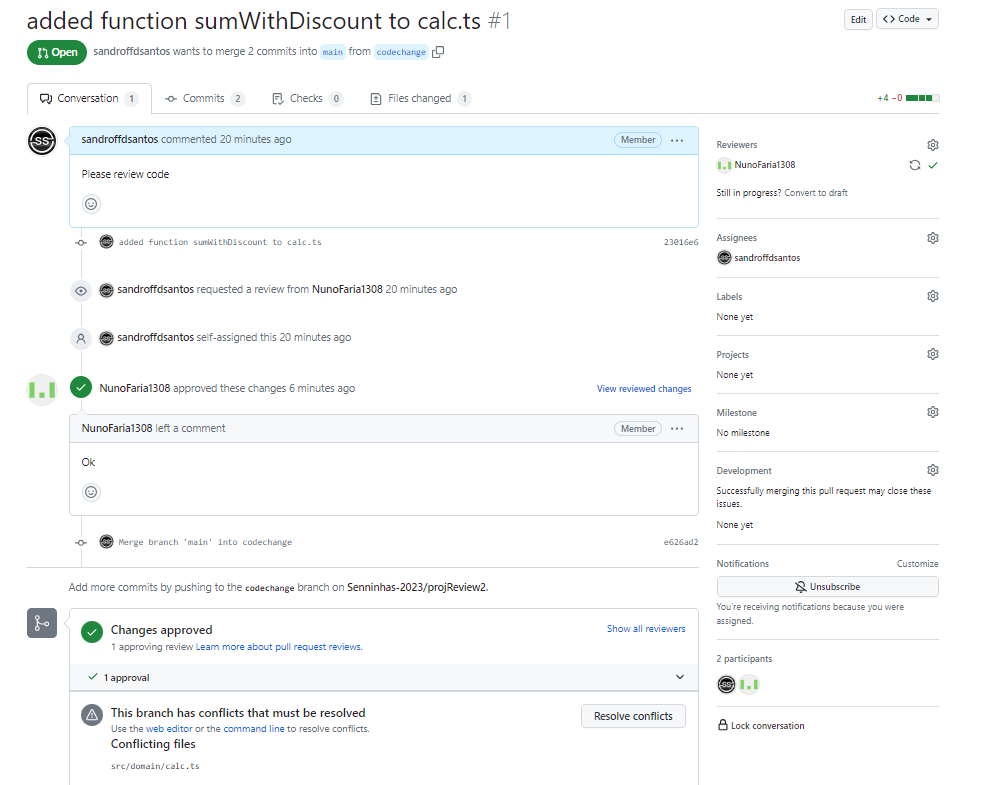 added function sumWithDiscount to calc.ts #1
Edit
<> Code
Open
sandroffdsantos wants to merge 2 commits into main from codechange
Conversation 1
Commits 2
Checks 0
Files changed 1
+4 −0
SS
sandroffdsantos commented 20 minutes ago
Member
Please review code
added function sumWithDiscount to calc.ts
23016e6
sandroffdsantos requested a review from NunoFaria1308 20 minutes ago
sandroffdsantos self-assigned this 20 minutes ago
NunoFaria1308 approved these changes 6 minutes ago
View reviewed changes
NunoFaria1308 left a comment
Member
Ok
Merge branch 'main' into codechange
e626ad2
Add more commits by pushing to the codechange branch on Senninhas-2023/projReview2.
Changes approved
1 approving review Learn more about pull request reviews.
Show all reviewers
1 approval
This branch has conflicts that must be resolved
Use the web editor or the command line to resolve conflicts.
Resolve conflicts
Conflicting files
src/domain/calc.ts
Reviewers
NunoFaria1308
Still in progress? Convert to draft
Assignees
sandroffdsantos
Labels
None yet
Projects
None yet
Milestone
No milestone
Development
Successfully merging this pull request may close these
issues.
None yet
Notifications
Customize
Unsubscribe
You're receiving notifications because you were
assigned.
2 participants
SS
Lock conversation